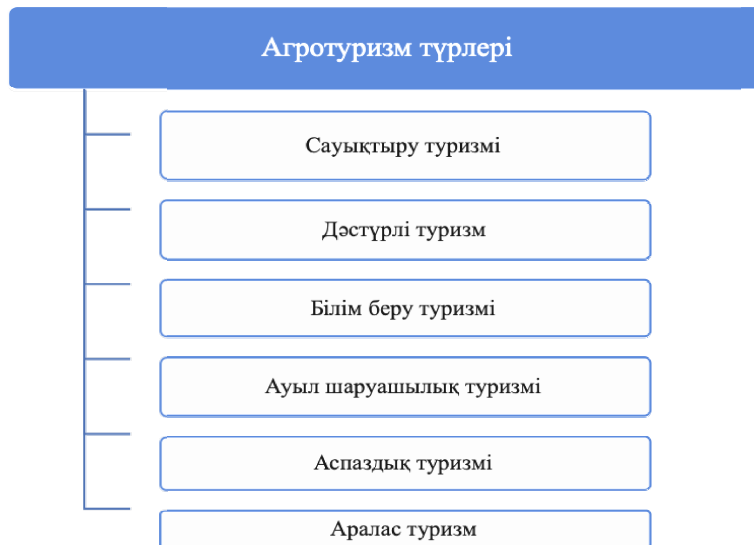 Агротуризм түрлері
Сауықтыру туризмі
Дәстүрлі туризм
Білім беру туризмі
Ауыл шаруашылық туризмі
Аспаздық туризмі
Аралас туризм